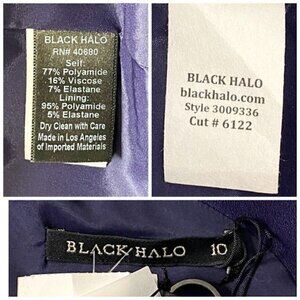 BLACK HALO
RN# 40680
Self:
77% Polyamide
16% Viscose
7% Elastane
Lining:
95% Polyamide
5% Elastane
Dry Clean with Care
Made in Los Angeles
of Imported Materials
BLACK HALO
blackhalo.com
Style 3009336
Cut # 6122
BLACK HALO
10